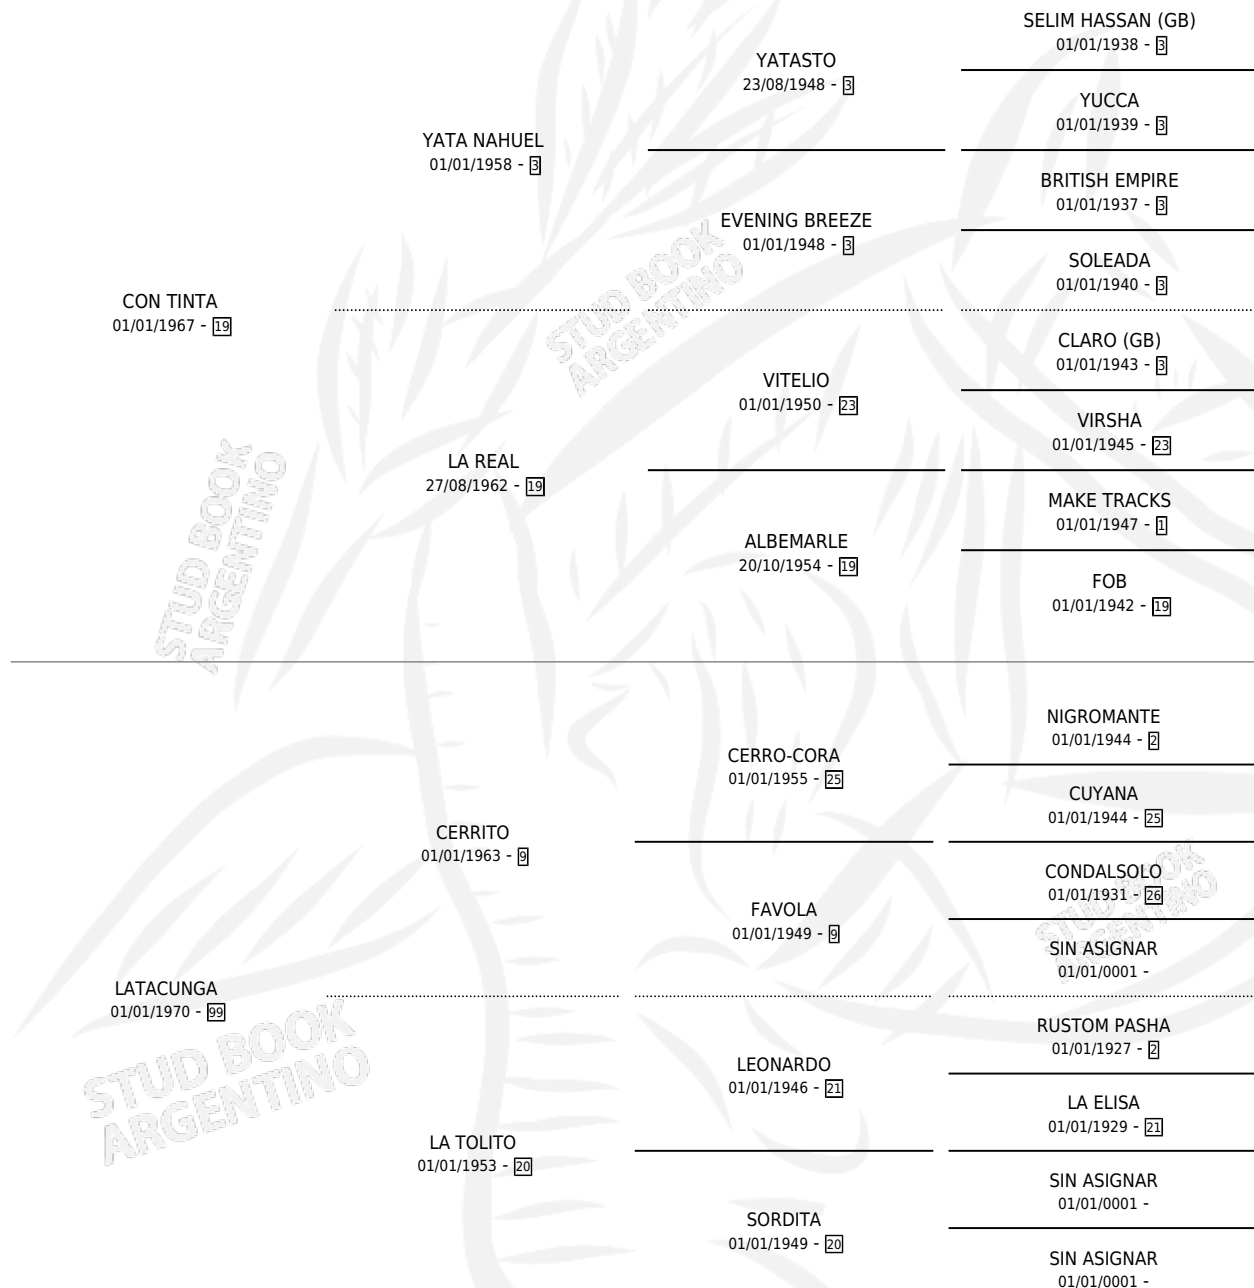 SELIM HASSAN (GB)
01/01/1938 - 3
YATASTO
23/08/1948 - 3
YUCCA
01/01/1939 - 3
YATA NAHUEL
01/01/1958 - 3
BRITISH EMPIRE
01/01/1937 - 3
EVENING BREEZE
01/01/1948 - 3
SOLEADA
01/01/1940 - 3
CON TINTA
01/01/1967 - 19
CLARO (GB)
01/01/1943 - 3
VITELIO
01/01/1950 - 23
VIRSHA
01/01/1945 - 23
LA REAL
27/08/1962 - 19
MAKE TRACKS
01/01/1947 - 1
ALBEMARLE
20/10/1954 - 19
FOB
01/01/1942 - 19
NIGROMANTE
01/01/1944 - 2
CERRO-CORA
01/01/1955 - 25
CUYANA
01/01/1944 - 25
CERRITO
01/01/1963 - 9
CONDALSOLO
01/01/1931 - 26
FAVOLA
01/01/1949 - 9
SIN ASIGNAR
01/01/0001 -
LATACUNGA
01/01/1970 - 99
RUSTOM PASHA
01/01/1927 - 2
LEONARDO
01/01/1946 - 21
LA ELISA
01/01/1929 - 21
LA TOLITO
01/01/1953 - 20
SIN ASIGNAR
01/01/0001 -
SORDITA
01/01/1949 - 20
SIN ASIGNAR
01/01/0001 -
STUD BOOK
ARGENTINO
STUD BOOK
ARGENTINO
STUD BOOK
ARGENTINO
STUD BOOK
ARGENTINO